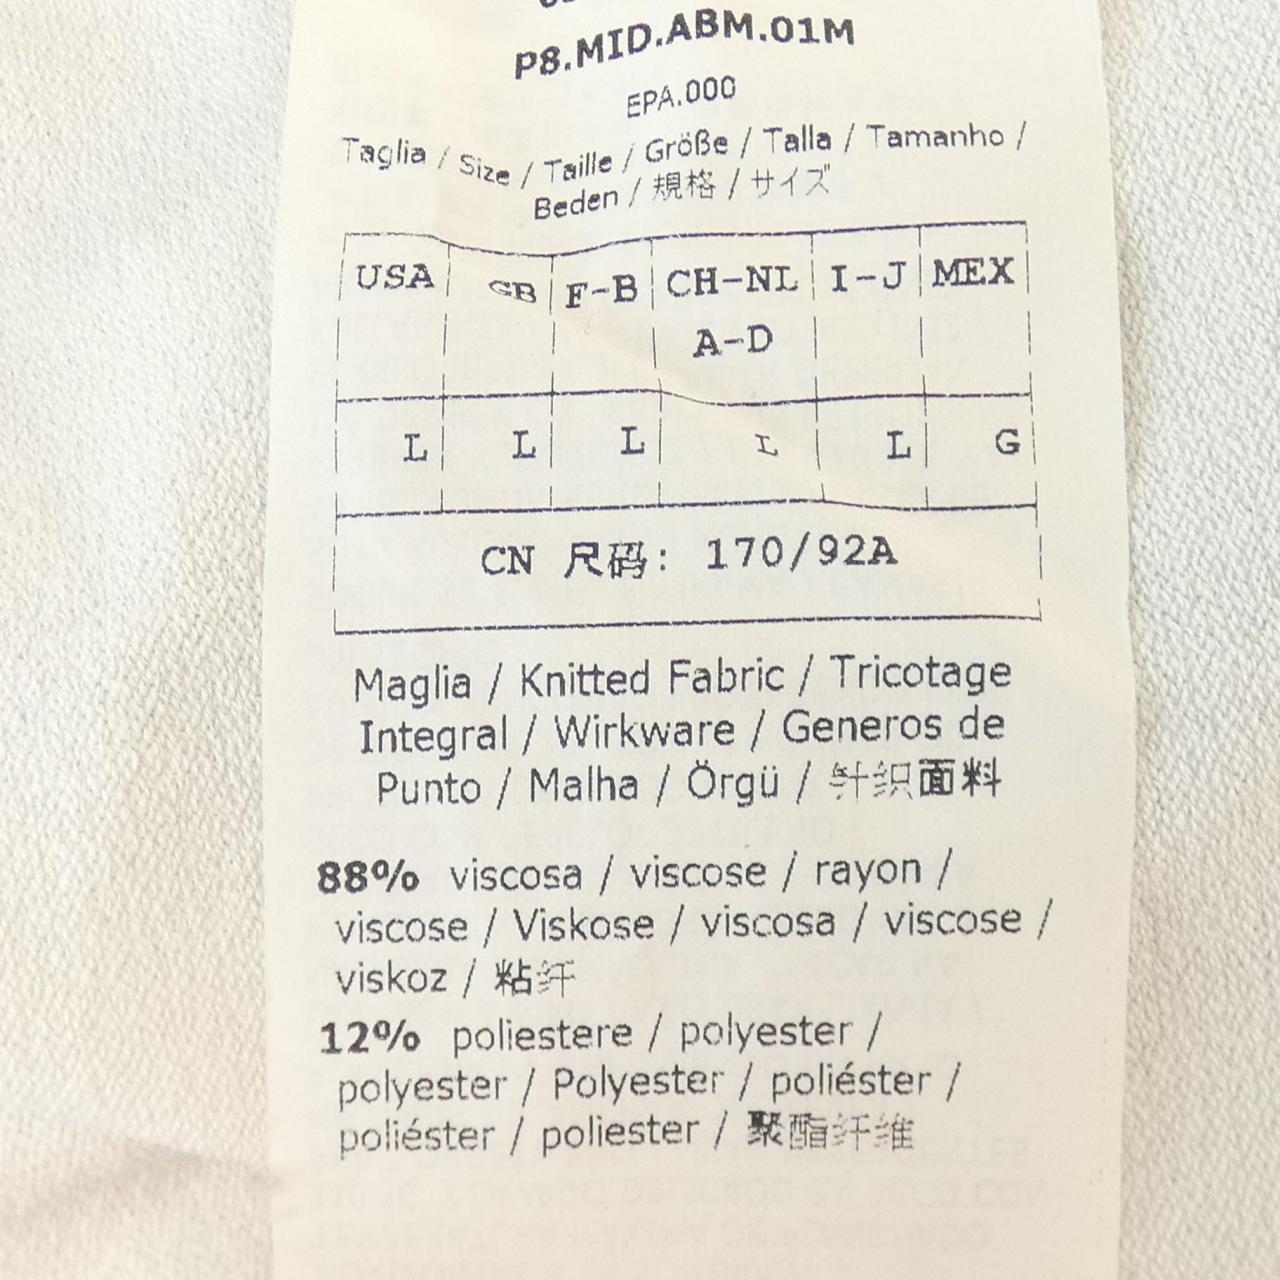 P8.MID.ABM.01M
EPA.000
Taglia / Size / Taille / Größe / Talla / Tamanho /
Beden / 規格 / サイズ
USA GB F-B CH-NL I-J MEX
A-D
L L L L L G
CN 尺码: 170/92A
Maglia / Knitted Fabric / Tricotage
Integral / Wirkware / Generos de
Punto / Malha / Örgü / 针织面料
88% viscosa / viscose / rayon /
viscose / Viskose / viscosa / viscose /
viskoz / 粘纤
12% poliestere / polyester /
polyester / Polyester / poliéster /
poliéster / poliester / 聚酯纤维